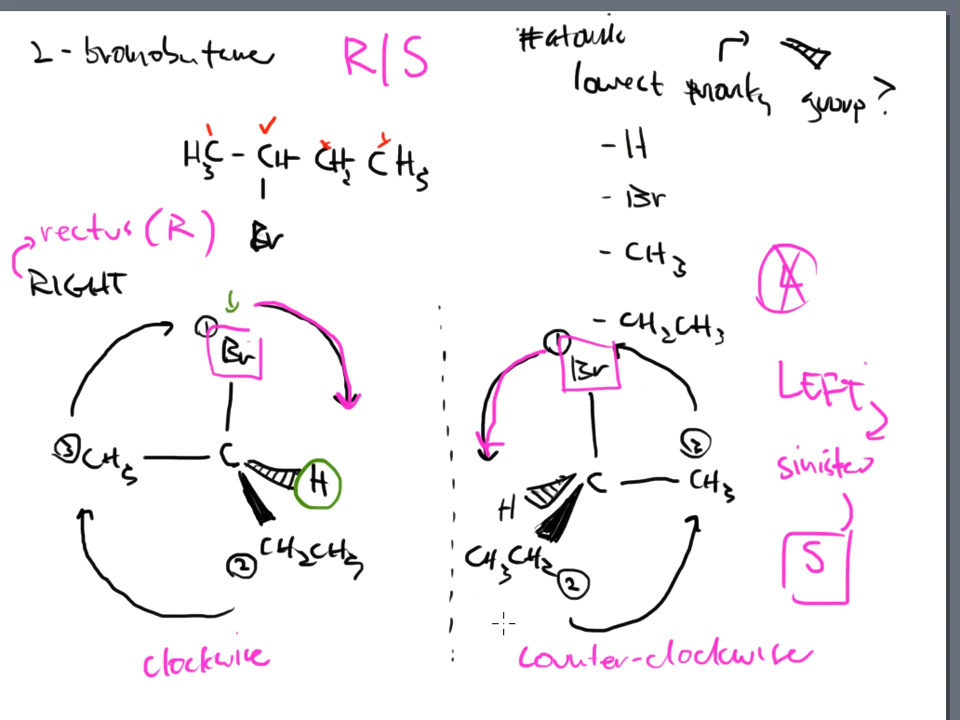 2-bromobutane R/S
#atomic
lowest priority group?
H₃C - CH - CH₂ CH₃
Br
- H
- Br
- CH₃
- CH₂CH₃
rectus (R)
RIGHT
① Br
③ CH₃ C H
② CH₂CH₃
clockwise
① Br
③
H C CH₃
CH₃CH₂ ②
counter-clockwise
LEFT
sinister
S